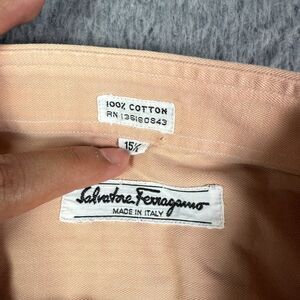 100% COTTON
RN 136180843
15½
Salvatore Ferragamo
MADE IN ITALY